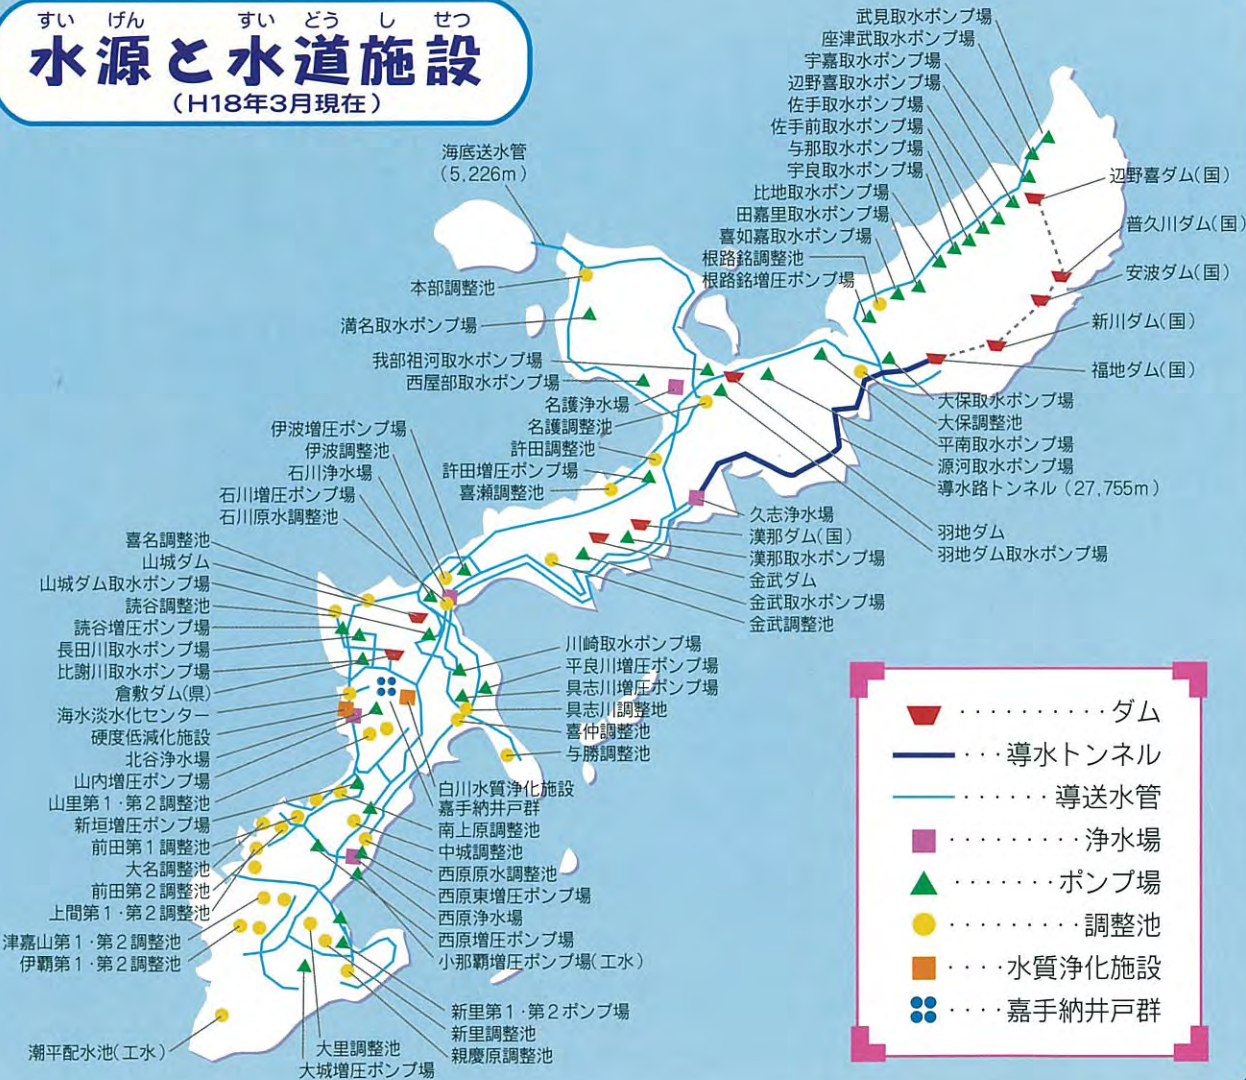 すい げん すい どう し せつ
水源と水道施設
(H18年3月現在)
武見取水ポンプ場
座津武取水ポンプ場
宇嘉取水ポンプ場
辺野喜取水ポンプ場
佐手取水ポンプ場
佐手前取水ポンプ場
与那取水ポンプ場
宇良取水ポンプ場
比地取水ポンプ場
田嘉里取水ポンプ場
喜如嘉取水ポンプ場
根路銘調整池
根路銘増圧ポンプ場
海底送水管
(5,226m)
辺野喜ダム(国)
普久川ダム(国)
安波ダム(国)
新川ダム(国)
福地ダム(国)
本部調整池
満名取水ポンプ場
我部祖河取水ポンプ場
西屋部取水ポンプ場
名護浄水場
名護調整池
許田調整池
許田増圧ポンプ場
喜瀬調整池
大保取水ポンプ場
大保調整池
平南取水ポンプ場
源河取水ポンプ場
導水路トンネル(27,755m)
羽地ダム
羽地ダム取水ポンプ場
伊波増圧ポンプ場
伊波調整池
石川浄水場
石川増圧ポンプ場
石川原水調整池
久志浄水場
漢那ダム(国)
漢那取水ポンプ場
金武ダム
金武取水ポンプ場
金武調整池
喜名調整池
山城ダム
山城ダム取水ポンプ場
読谷調整池
読谷増圧ポンプ場
長田川取水ポンプ場
比謝川取水ポンプ場
倉敷ダム(県)
海水淡水化センター
硬度低減化施設
北谷浄水場
山内増圧ポンプ場
山里第1・第2調整池
新垣増圧ポンプ場
前田第1調整池
大名調整池
前田第2調整池
上間第1・第2調整池
津嘉山第1・第2調整池
伊覇第1・第2調整池
潮平配水池(工水)
川崎取水ポンプ場
平良川増圧ポンプ場
具志川増圧ポンプ場
具志川調整地
喜仲調整池
与勝調整池
白川水質浄化施設
嘉手納井戸群
南上原調整池
中城調整池
西原原水調整池
西原東増圧ポンプ場
西原浄水場
西原増圧ポンプ場
小那覇増圧ポンプ場(工水)
新里第1・第2ポンプ場
新里調整池
親慶原調整池
大里調整池
大城増圧ポンプ場
・・・・・・・・・・ダム
・・・導水トンネル
・・・・・・導送水管
・・・・・・・浄水場
・・・・・・・ポンプ場
・・・・・・・調整池
・・・・水質浄化施設
・・・・嘉手納井戸群